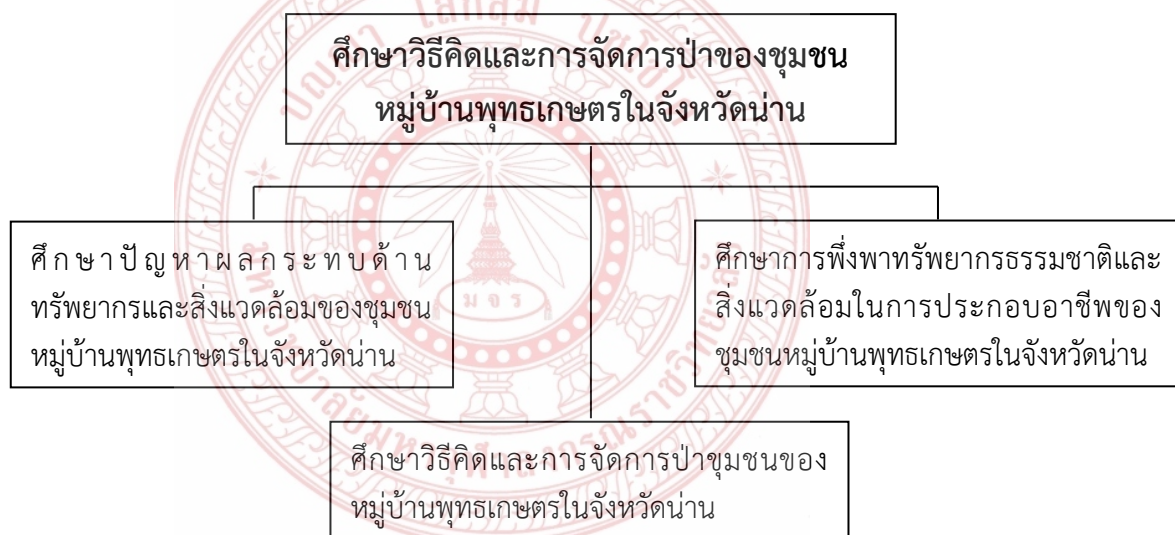 ศึกษาวิธีคิดและการจัดการป่าของชุมชน
หมู่บ้านพุทธเกษตรในจังหวัดน่าน
ศึกษาปัญหาผลกระทบด้าน
ทรัพยากรและสิ่งแวดล้อมของชุมชน
หมู่บ้านพุทธเกษตรในจังหวัดน่าน
ศึกษาการพึ่งพาทรัพยากรธรรมชาติและ
สิ่งแวดล้อมในการประกอบอาชีพของ
ชุมชนหมู่บ้านพุทธเกษตรในจังหวัดน่าน
ศึกษาวิธีคิดและการจัดการป่าชุมชนของ
หมู่บ้านพุทธเกษตรในจังหวัดน่าน
ม จ ร